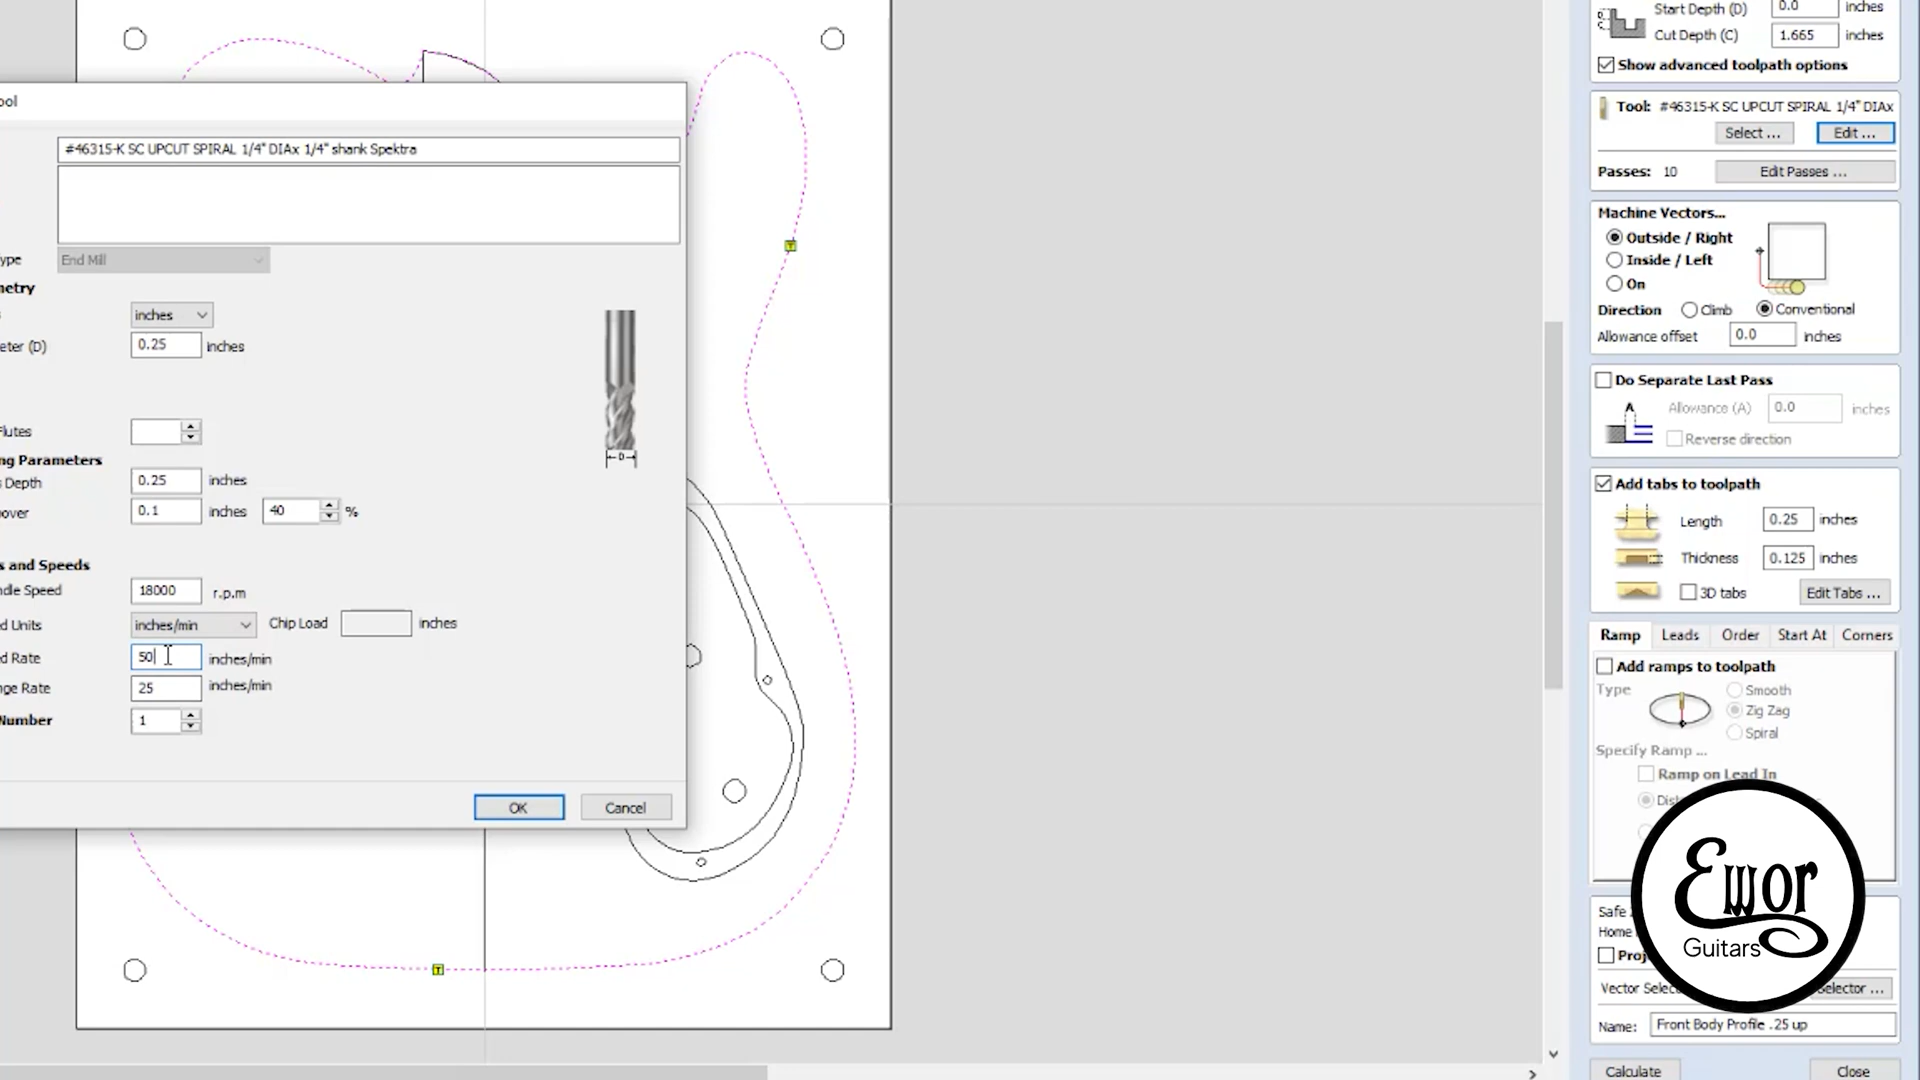 ool
#46315-K SC UPCUT SPIRAL 1/4" DIAx 1/4" shank Spektra
ype
End Mill
netry
s
inches
eter (D)
0.25
inches
D
Flutes
ng Parameters
s Depth
0.25
inches
over
0.1
inches
40
%
s and Speeds
dle Speed
18000
r.p.m
d Units
inches/min
Chip Load
inches
d Rate
50
inches/min
nge Rate
25
inches/min
Number
1
OK
Cancel
T
T
Start Depth (D)
0.0
inches
Cut Depth (C)
1.665
inches
Show advanced toolpath options
Tool:
#46315-K SC UPCUT SPIRAL 1/4" DIAx
Select ...
Edit ...
Passes:
10
Edit Passes ...
Machine Vectors...
Outside / Right
Inside / Left
On
Direction
Climb
Conventional
Allowance offset
0.0
inches
Do Separate Last Pass
A
Allowance (A)
0.0
inches
Reverse direction
Add tabs to toolpath
Length
0.25
inches
Thickness
0.125
inches
3D tabs
Edit Tabs ...
Ramp
Leads
Order
Start At
Corners
Add ramps to toolpath
Type
Smooth
Zig Zag
Spiral
Specify Ramp ...
Ramp on Lead In
Dist
Safe
Home
Proj
Vector Selec
Selector ...
Name:
Front Body Profile .25 up
Calculate
Close
Ewor
Guitars